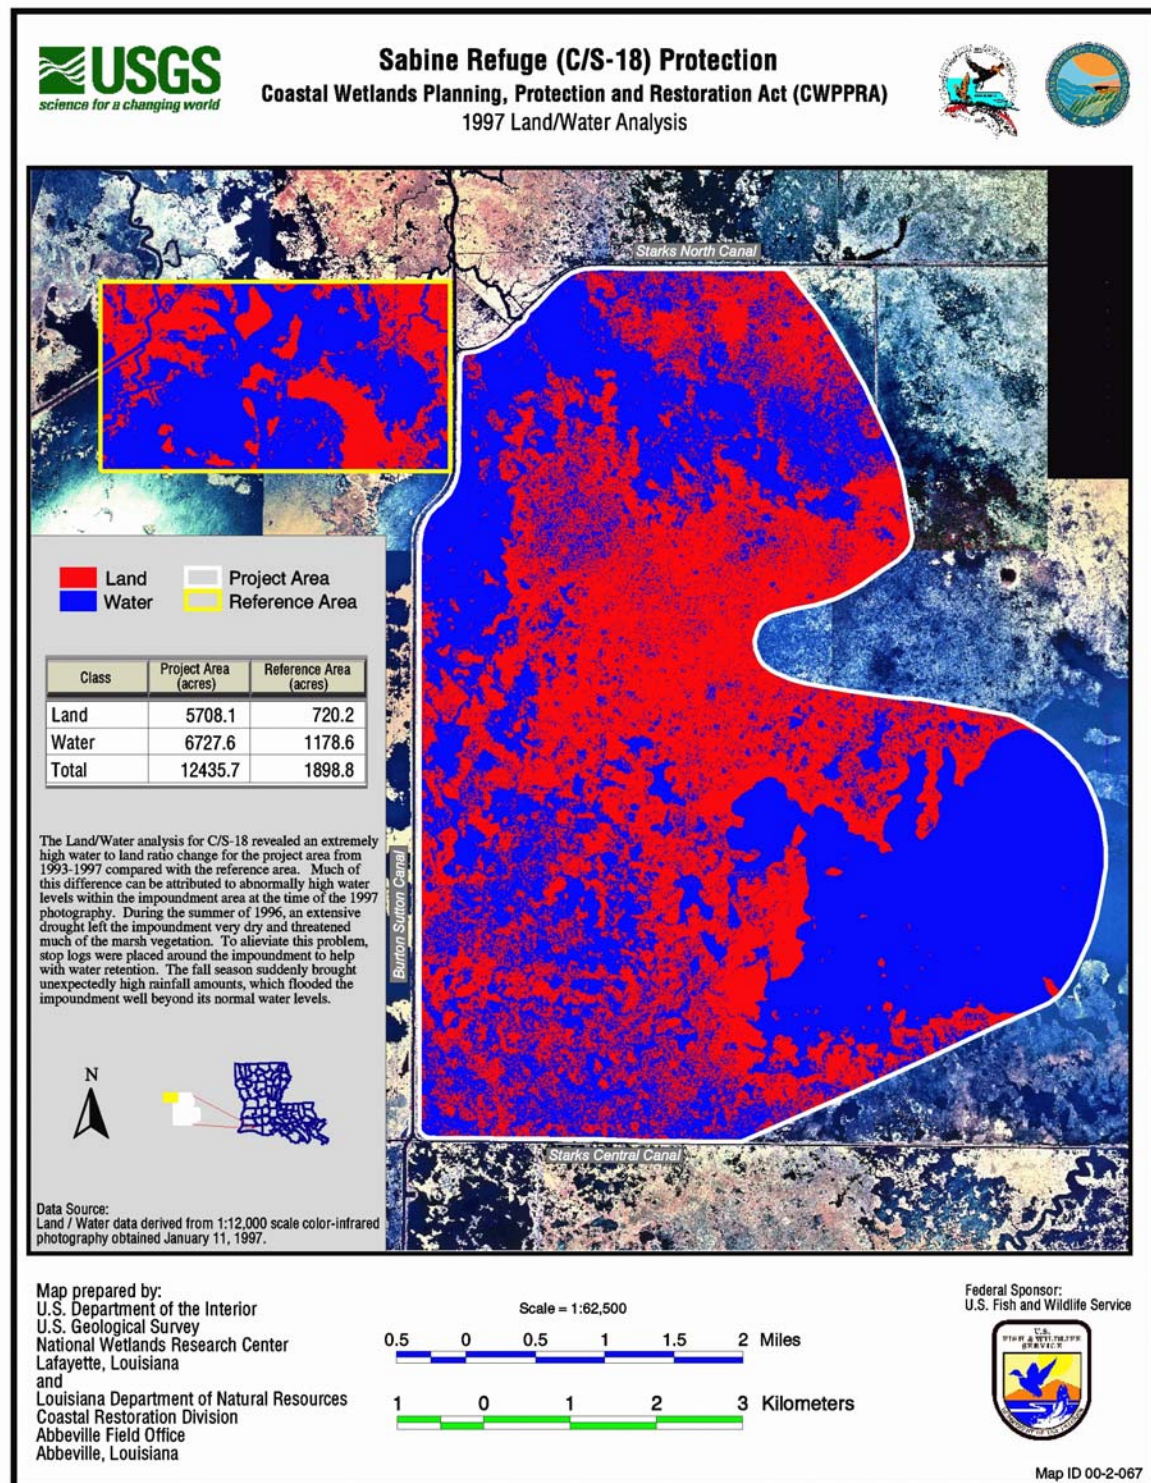 USGS
science for a changing world
Sabine Refuge (C/S-18) Protection
Coastal Wetlands Planning, Protection and Restoration Act (CWPPRA)
1997 Land/Water Analysis
Starks North Canal
Land
Water
Project Area
Reference Area
Class Project Area (acres) Reference Area (acres)
Land 5708.1 720.2
Water 6727.6 1178.6
Total 12435.7 1898.8
The Land/Water analysis for C/S-18 revealed an extremely
high water to land ratio change for the project area from
1993-1997 compared with the reference area. Much of
this difference can be attributed to abnormally high water
levels within the impoundment area at the time of the 1997
photography. During the summer of 1996, an extensive
drought left the impoundment very dry and threatened
much of the marsh vegetation. To alieviate this problem,
stop logs were placed around the impoundment to help
with water retention. The fall season suddenly brought
unexpectedly high rainfall amounts, which flooded the
impoundment well beyond its normal water levels.
Burton Sutton Canal
N
Starks Central Canal
Data Source:
Land / Water data derived from 1:12,000 scale color-infrared
photography obtained January 11, 1997.
Map prepared by:
U.S. Department of the Interior
U.S. Geological Survey
National Wetlands Research Center
Lafayette, Louisiana
and
Louisiana Department of Natural Resources
Coastal Restoration Division
Abbeville Field Office
Abbeville, Louisiana
Scale = 1:62,500
0.5 0 0.5 1 1.5 2 Miles
1 0 1 2 3 Kilometers
Federal Sponsor:
U.S. Fish and Wildlife Service
U.S.
FISH & WILDLIFE
SERVICE
DEPARTMENT OF THE INTERIOR
Map ID 00-2-067